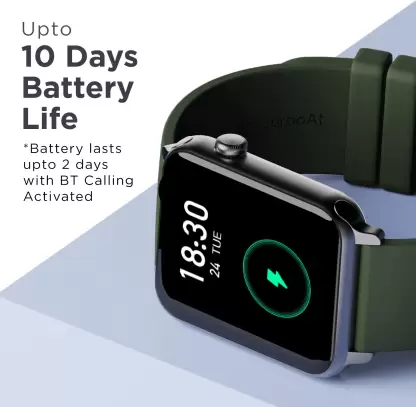 Upto
10 Days
Battery
Life
*Battery lasts
upto 2 days
with BT Calling
Activated
18:30
24 TUE